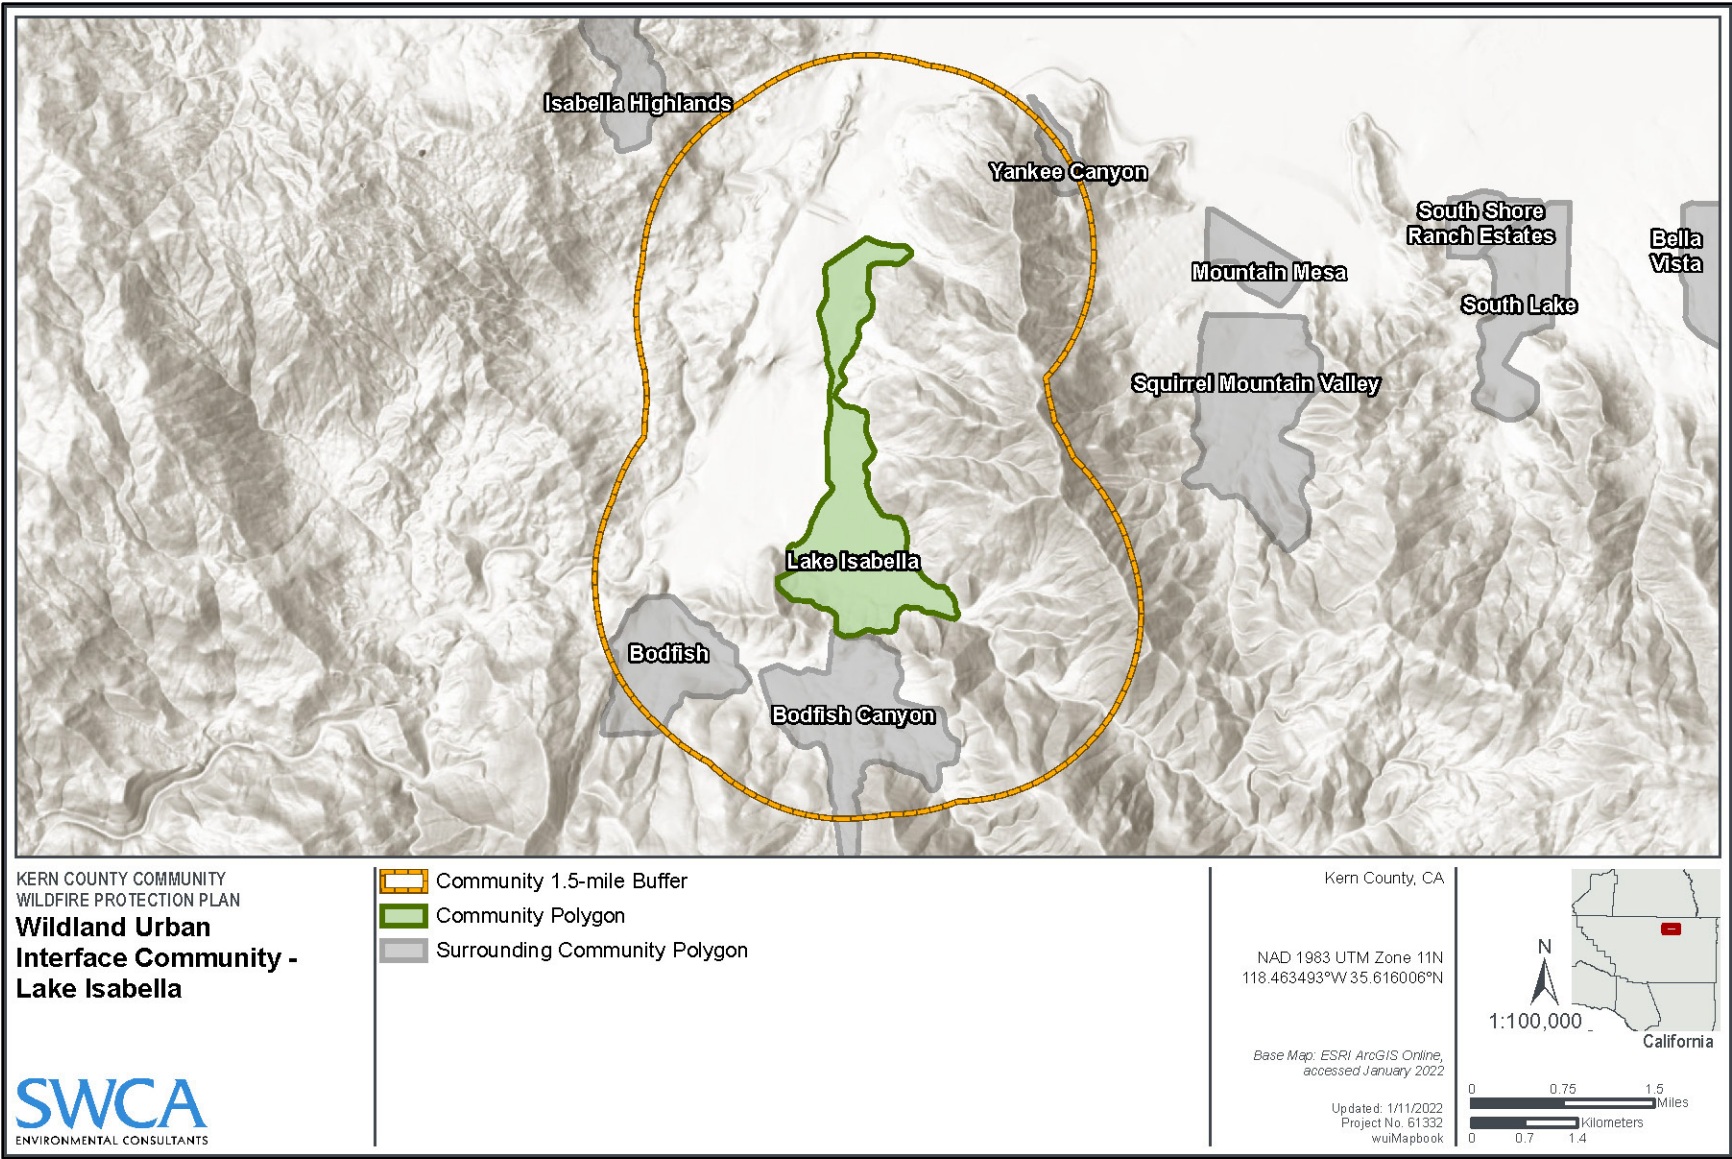 Isabella Highlands
Yankee Canyon
South Shore
Ranch Estates
Bella
Vista
Mountain Mesa
South Lake
Squirrel Mountain Valley
Lake Isabella
Bodfish
Bodfish Canyon
KERN COUNTY COMMUNITY
WILDFIRE PROTECTION PLAN
Wildland Urban
Interface Community -
Lake Isabella
SWCA
ENVIRONMENTAL CONSULTANTS
Community 1.5-mile Buffer
Community Polygon
Surrounding Community Polygon
Kern County, CA
NAD 1983 UTM Zone 11N
118.463493°W 35.616006°N
Base Map: ESRI ArcGIS Online,
accessed January 2022
Updated: 1/11/2022
Project No. 61332
wuiMapbook
N
1:100,000
California
0 0.75 1.5
Miles
Kilometers
0 0.7 1.4